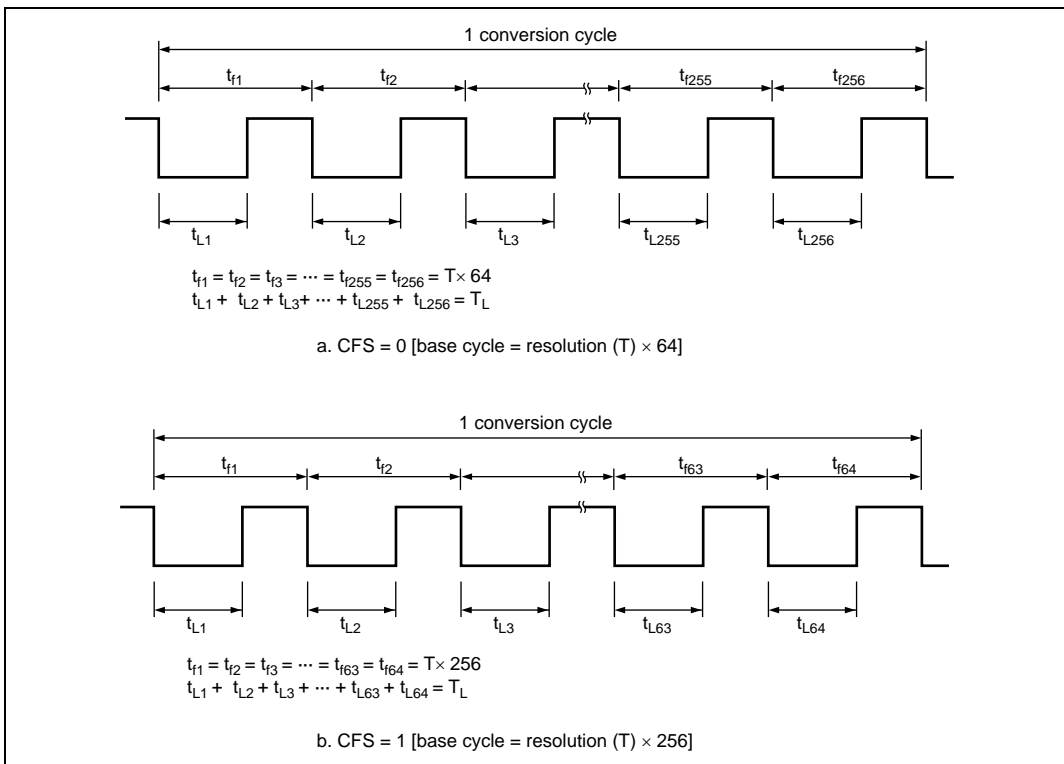 1 conversion cycle
tf1 tf2 tf255 tf256
tL1 tL2 tL3 tL255 tL256
tf1 = tf2 = tf3 = ··· = tf255 = tf256 = T× 64
tL1 + tL2 + tL3+ ··· + tL255 + tL256 = TL
a. CFS = 0 [base cycle = resolution (T) × 64]
1 conversion cycle
tf1 tf2 tf63 tf64
tL1 tL2 tL3 tL63 tL64
tf1 = tf2 = tf3 = ··· = tf63 = tf64 = T× 256
tL1 + tL2 + tL3 + ··· + tL63 + tL64 = TL
b. CFS = 1 [base cycle = resolution (T) × 256]